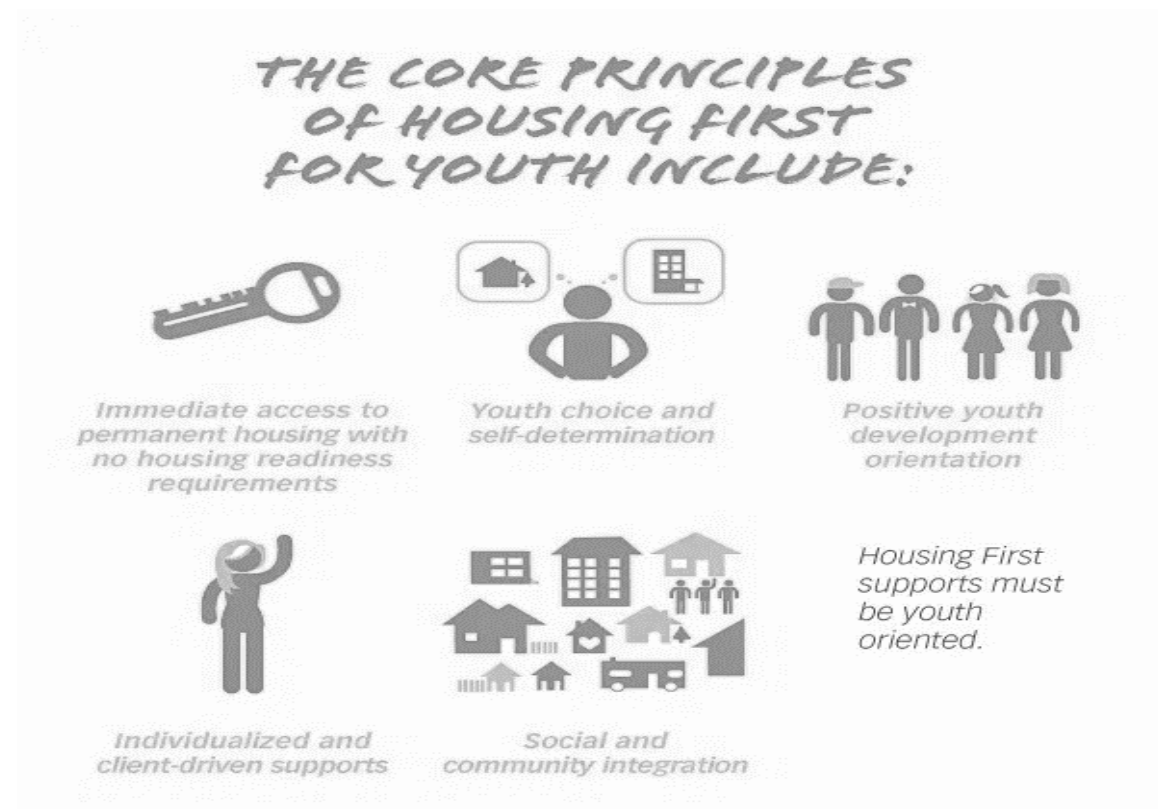 THE CORE PRINCIPLES
OF HOUSING FIRST
FOR YOUTH INCLUDE:
Immediate access to
permanent housing with
no housing readiness
requirements
Youth choice and
self-determination
Positive youth
development
orientation
Individualized and
client-driven supports
Social and
community integration
Housing First
supports must
be youth
oriented.